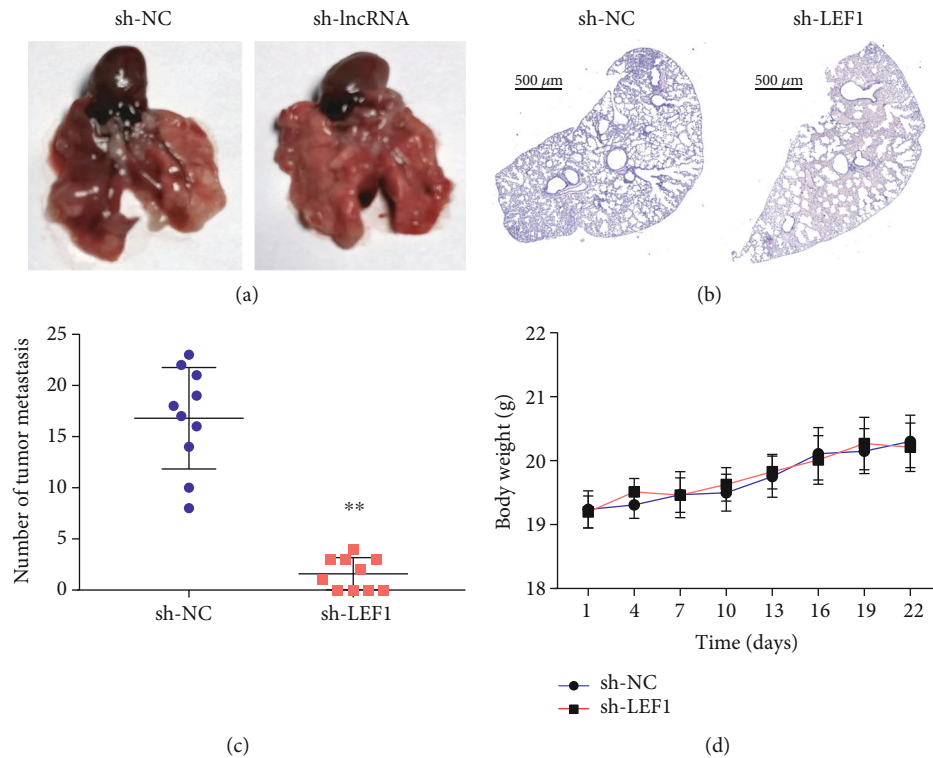 sh-NC
sh-lncRNA
(a)
sh-NC
sh-LEF1
500 μm
500 μm
(b)
Number of tumor metastasis
25
20
15
10
5
0
**
sh-NC
sh-LEF1
(c)
Body weight (g)
22
21
20
19
18
1 4 7 10 13 16 19 22
Time (days)
sh-NC
sh-LEF1
(d)